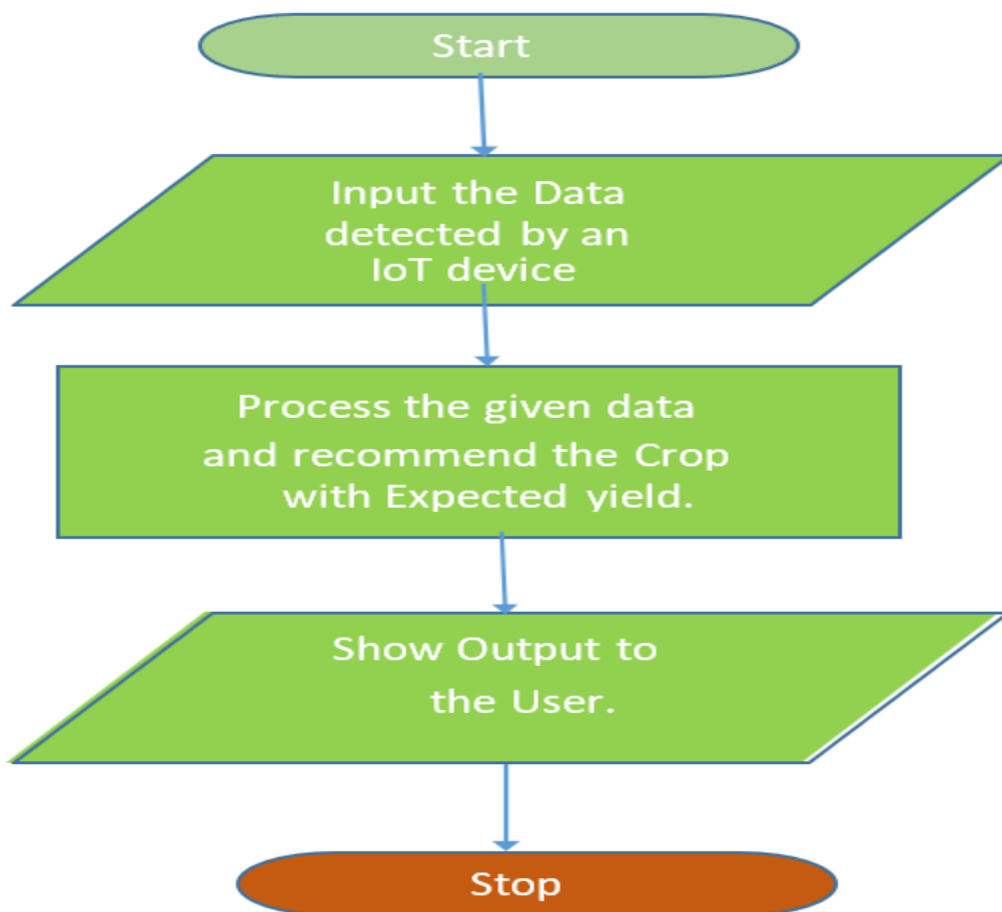 Start
Input the Data
detected by an
IoT device
Process the given data
and recommend the Crop
with Expected yield.
Show Output to
the User.
Stop